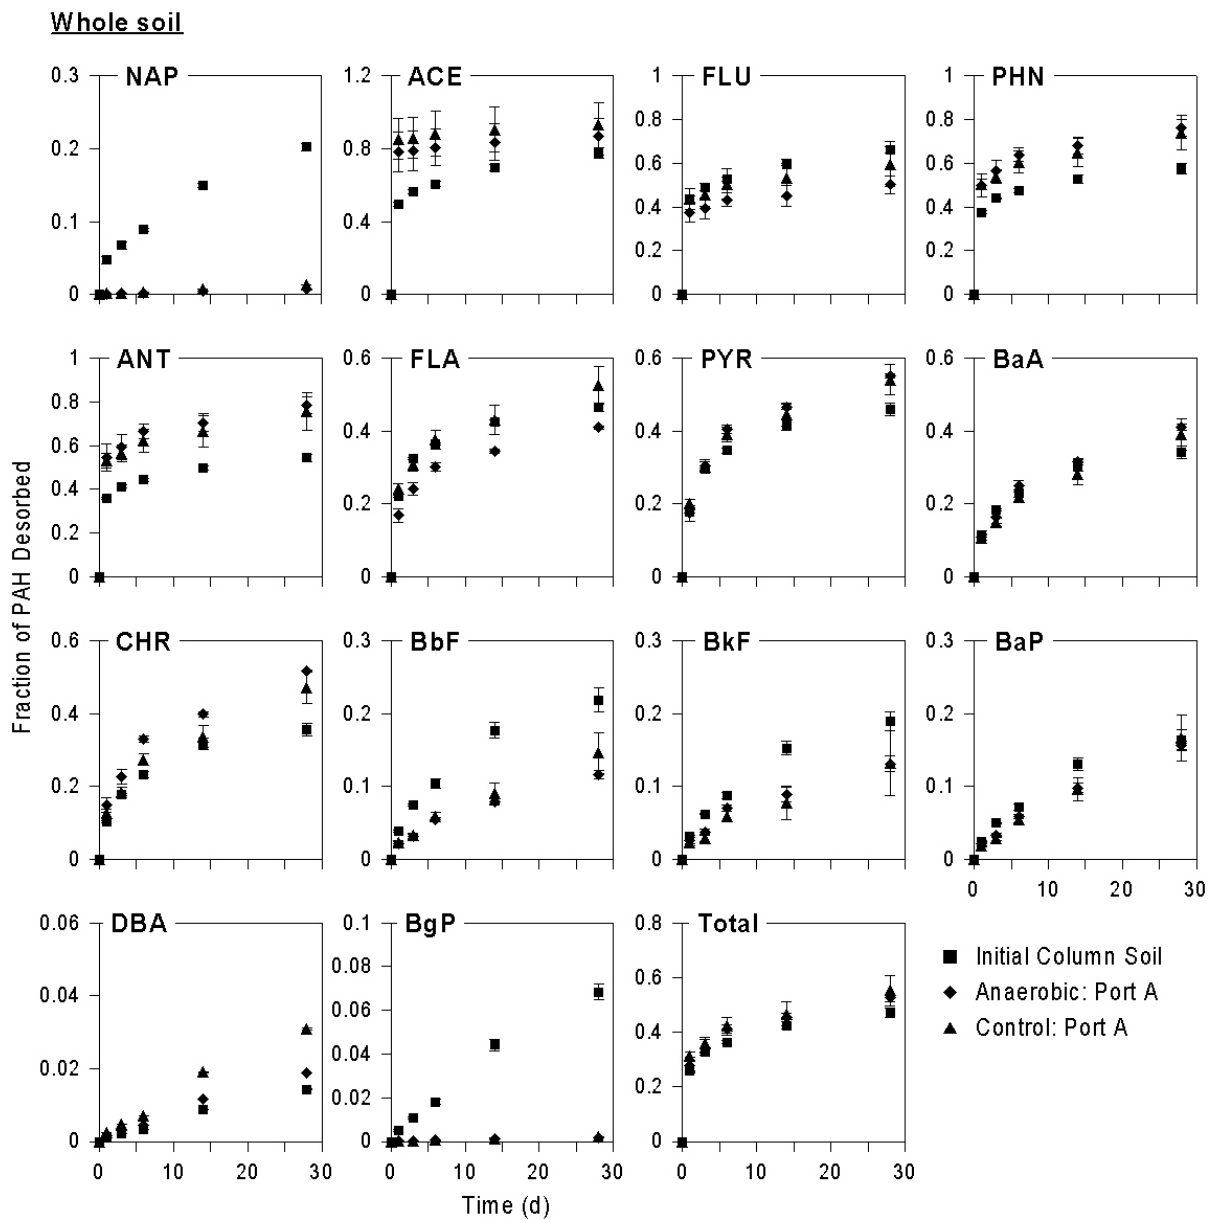 Whole soil
NAP
0.3
0.2
0.1
0
ACE
1.2
0.8
0.4
0
FLU
1
0.8
0.6
0.4
0.2
0
PHN
1
0.8
0.6
0.4
0.2
0
ANT
1
0.8
0.6
0.4
0.2
0
FLA
0.6
0.4
0.2
0
PYR
0.6
0.4
0.2
0
BaA
0.6
0.4
0.2
0
Fraction of PAH Desorbed
CHR
0.6
0.4
0.2
0
BbF
0.3
0.2
0.1
0
BkF
0.3
0.2
0.1
0
BaP
0.3
0.2
0.1
0
0 10 20 30
DBA
0.06
0.04
0.02
0
0 10 20 30
BgP
0.1
0.08
0.06
0.04
0.02
0
0 10 20 30
Total
0.8
0.6
0.4
0.2
0
0 10 20 30
Initial Column Soil
Anaerobic: Port A
Control: Port A
Time (d)